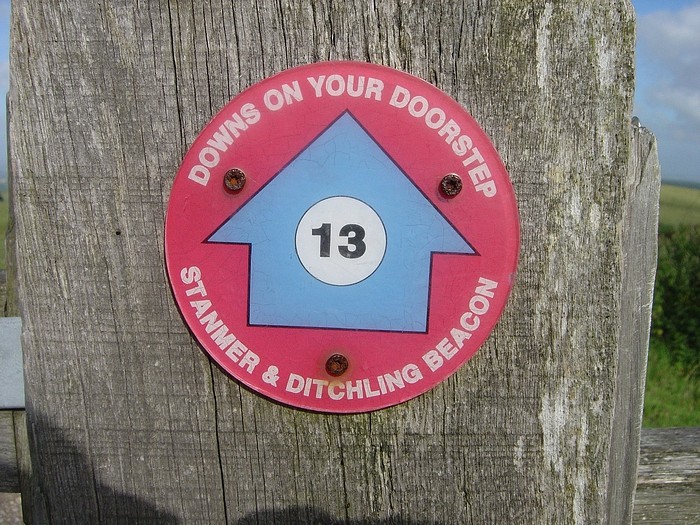 DOWNS ON YOUR DOORSTEP
13
STANMER & DITCHLING BEACON